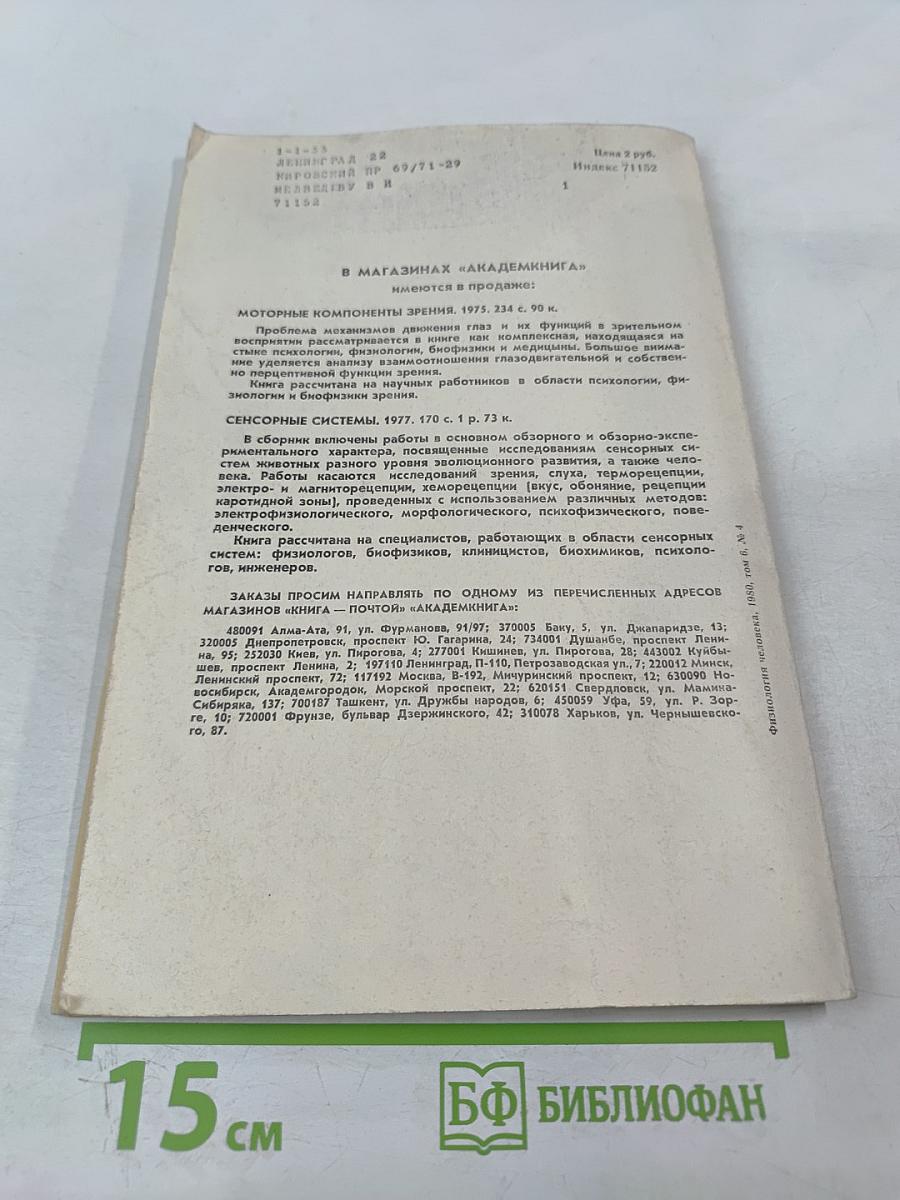 1-1-33
ЛЕНИНГРАД 22
КИРОВСКИЙ ПР 69/71-29
МЕДВЕДЕВУ В И
71152
Цена 2 руб.
Индекс 71152
1
В МАГАЗИНАХ «АКАДЕМКНИГА»
имеются в продаже:
МОТОРНЫЕ КОМПОНЕНТЫ ЗРЕНИЯ. 1975. 234 с. 90 к.
Проблема механизмов движения глаз и их функций в зрительном
восприятии рассматривается в книге как комплексная, находящаяся на
стыке психологии, физиологии, биофизики и медицыны. Большое внима-
ние уделяется анализу взаимоотношения глазодвигательной и собствен-
но перцептивной функции зрения.
Книга рассчитана на научных работников в области психологии, фи-
зиологии и биофизики зрения.
СЕНСОРНЫЕ СИСТЕМЫ. 1977. 170 с. 1 р. 73 к.
В сборник включены работы в основном обзорного и обзорно-экспе-
риментального характера, посвященные исследованиям сенсорных си-
стем животных разного уровня эволюционного развития, а также чело-
века. Работы касаются исследований зрения, слуха, терморецепции,
электро- и магниторецепции, хеморецепции (вкус, обоняние, рецепции
каротидной зоны), проведенных с использованием различных методов:
электрофизиологического, морфологического, психофизического, пове-
денческого.
Книга рассчитана на специалистов, работающих в области сенсорных
систем: физиологов, биофизиков, клиницистов, биохимиков, психоло-
гов, инженеров.
ЗАКАЗЫ ПРОСИМ НАПРАВЛЯТЬ ПО ОДНОМУ ИЗ ПЕРЕЧИСЛЕННЫХ АДРЕСОВ
МАГАЗИНОВ «КНИГА — ПОЧТОЙ» «АКАДЕМКНИГА»:
480091 Алма-Ата, 91, ул. Фурманова, 91/97; 370005 Баку, 5, ул. Джапаридзе, 13;
320005 Днепропетровск, проспект Ю. Гагарина, 24; 734001 Душанбе, проспект Лени-
на, 95; 252030 Киев, ул. Пирогова, 4; 277001 Кишинев, ул. Пирогова, 28; 443002 Куйбы-
шев, проспект Ленина, 2; 197110 Ленинград, П-110, Петрозаводская ул., 7; 220012 Минск,
Ленинский проспект, 72; 117192 Москва, В-192, Мичуринский проспект, 12; 630090 Но-
восибирск, Академгородок, Морской проспект, 22; 620151 Свердловск, ул. Мамина-
Сибиряка, 137; 700187 Ташкент, ул. Дружбы народов, 6; 450059 Уфа, 59, ул. Р. Зор-
ге, 10; 720001 Фрунзе, бульвар Дзержинского, 42; 310078 Харьков, ул. Чернышевско-
го, 87.
Физиология человека, 1980, том 6, № 4
15 см
БФ БИБЛИОФАН